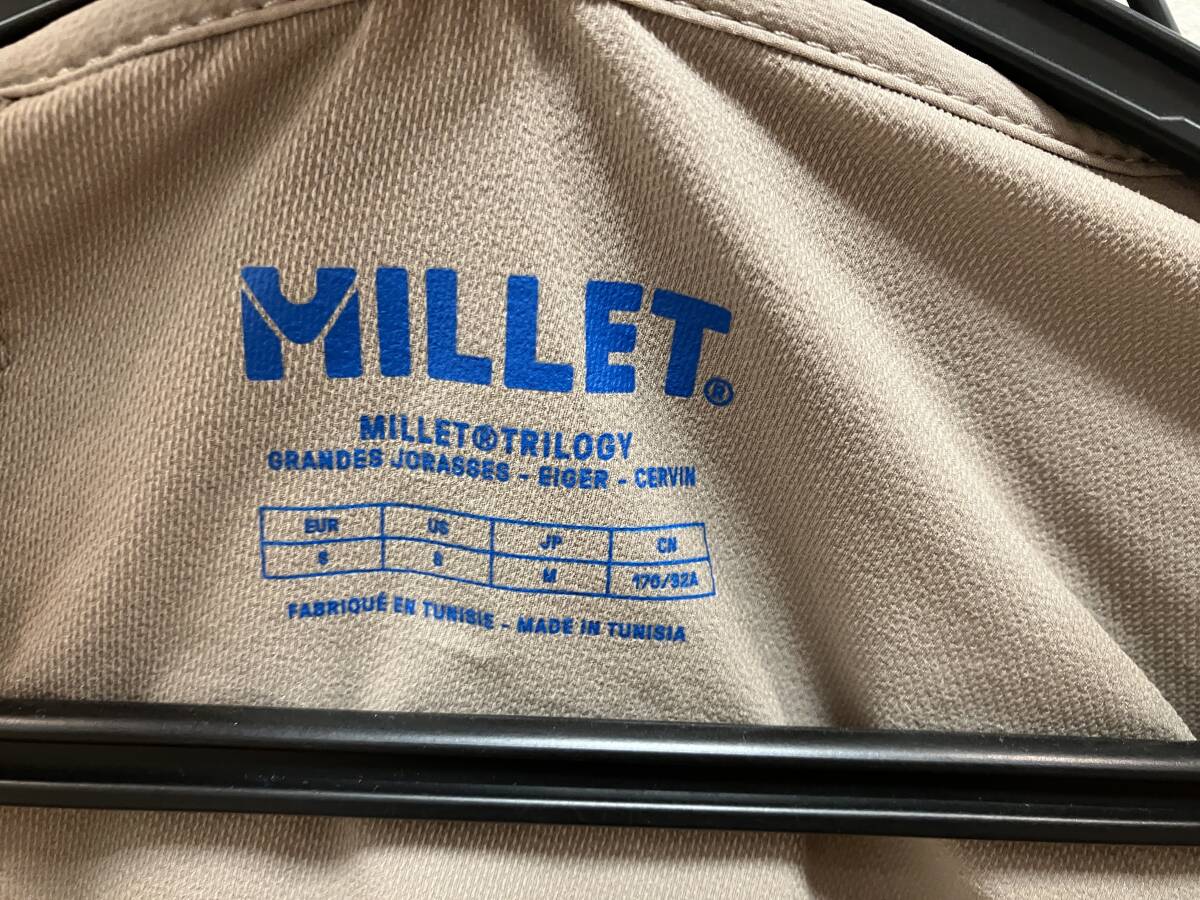 MILLET®
MILLET®TRILOGY
GRANDES JORASSES - EIGER - CERVIN
EUR US JP CN
S S M 170/92A
FABRIQUÉ EN TUNISIE - MADE IN TUNISIA